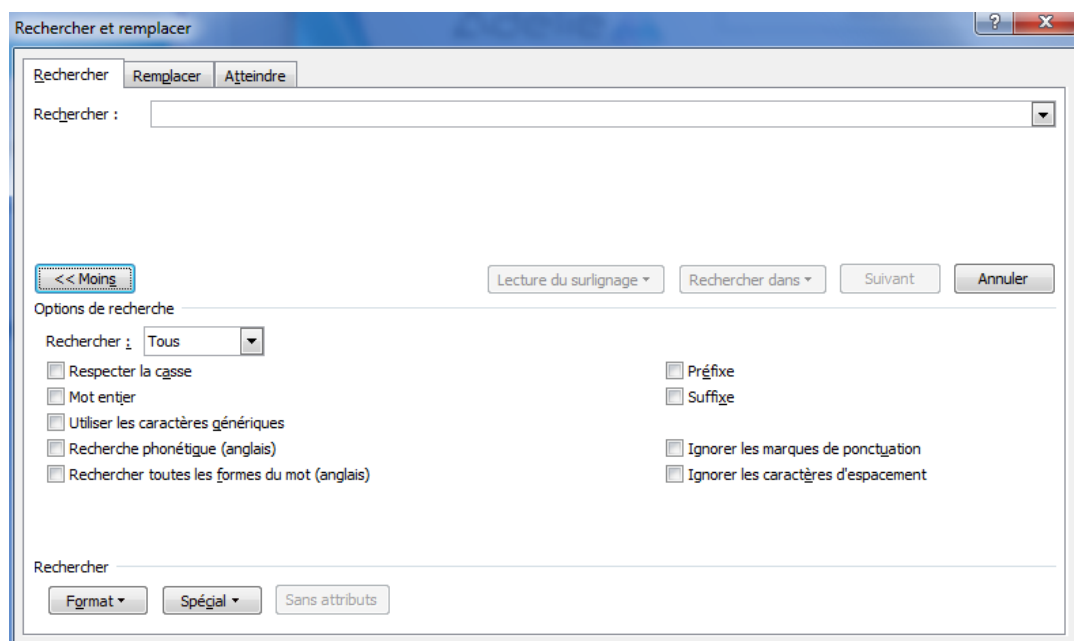 Rechercher et remplacer
Adelie
? X
Rechercher Remplacer Atteindre
Rechercher :
<< Moins Lecture du surlignage Rechercher dans Suivant Annuler
Options de recherche
Rechercher : Tous
Respecter la casse Préfixe
Mot entier Suffixe
Utiliser les caractères génériques
Recherche phonétique (anglais) Ignorer les marques de ponctuation
Rechercher toutes les formes du mot (anglais) Ignorer les caractères d'espacement
Rechercher
Format Spécial Sans attributs